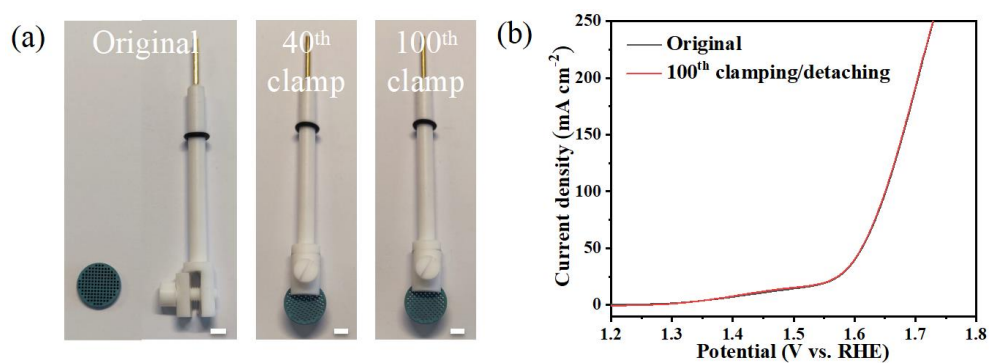 (a)
Original
40th
clamp
100th
clamp
(b)
Original
100th clamping/detaching
Current density (mA cm-2)
250
200
150
100
50
0
1.2 1.3 1.4 1.5 1.6 1.7 1.8
Potential (V vs. RHE)